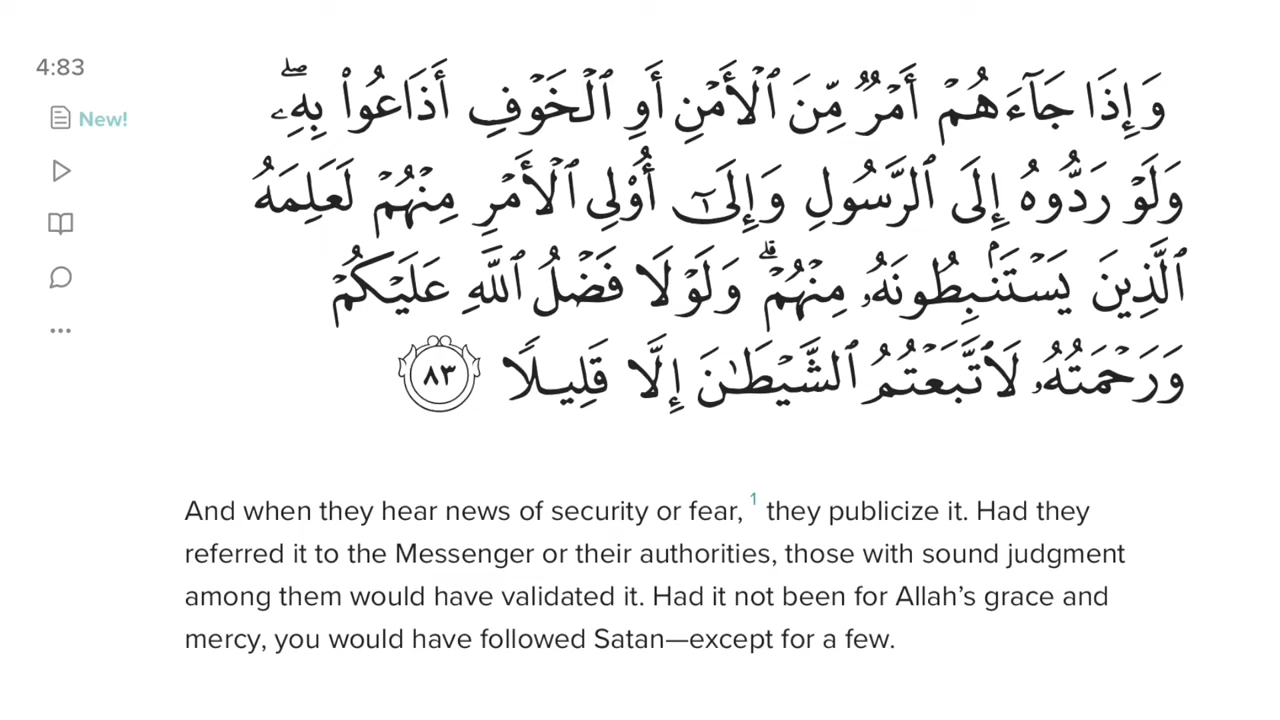 4:83
New!
وَإِذَا جَآءَهُمْ أَمْرٌ مِّنَ ٱلْأَمْنِ أَوِ ٱلْخَوْفِ أَذَاعُوا۟ بِهِۦ ۖ
وَلَوْ رَدُّوهُ إِلَى ٱلرَّسُولِ وَإِلَىٰٓ أُو۟لِى ٱلْأَمْرِ مِنْهُمْ لَعَلِمَهُ
ٱلَّذِينَ يَسْتَنۢبِطُونَهُۥ مِنْهُمْ ۗ وَلَوْلَا فَضْلُ ٱللَّهِ عَلَيْكُمْ
وَرَحْمَتُهُۥ لَٱتَّبَعْتُمُ ٱلشَّيْطَـٰنَ إِلَّا قَلِيلًا ٨٣
And when they hear news of security or fear, 1 they publicize it. Had they
referred it to the Messenger or their authorities, those with sound judgment
among them would have validated it. Had it not been for Allah’s grace and
mercy, you would have followed Satan—except for a few.